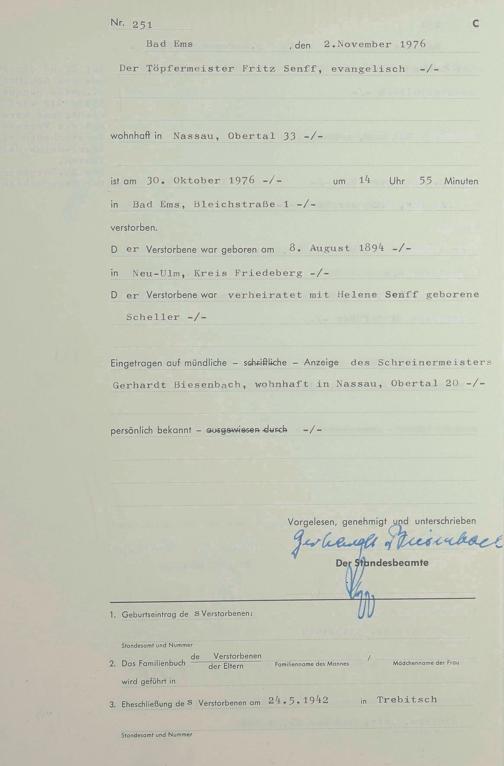 Nr. 251 C
Bad Ems, den 2. November 1976
Der Töpfermeister Fritz Senff, evangelisch -/-
wohnhaft in Nassau, Obertal 33 -/-
ist am 30. Oktober 1976 -/- um 14 Uhr 55 Minuten
in Bad Ems, Bleichstraße 1 -/-
verstorben.
D er Verstorbene war geboren am 8. August 1894 -/-
in Neu-Ulm, Kreis Friedeberg -/-
D er Verstorbene war verheiratet mit Helene Senff geborene
Scheller -/-
Eingetragen auf mündliche – schriftliche – Anzeige des Schreinermeisters
Gerhardt Biesenbach, wohnhaft in Nassau, Obertal 20 -/-
persönlich bekannt – ausgewiesen durch -/-
Vorgelesen, genehmigt und unterschrieben
Gerhardt Biesenbach
Der Standesbeamte
1. Geburtseintrag de s Verstorbenen:
Standesamt und Nummer
2. Das Familienbuch de Verstorbenen / der Eltern Familienname des Mannes / Mädchenname der Frau
wird geführt in
3. Eheschließung de s Verstorbenen am 24.5.1942 in Trebitsch
Standesamt und Nummer